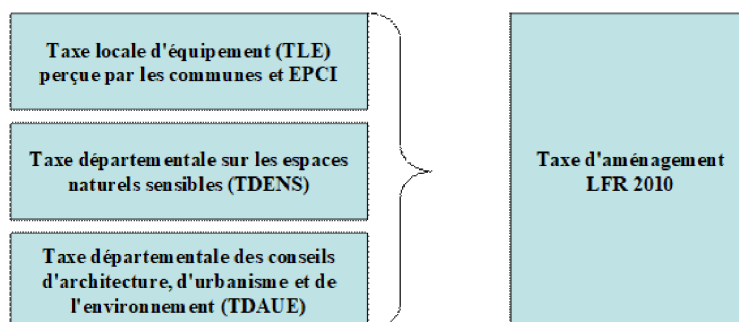 Taxe locale d'équipement (TLE)
perçue par les communes et EPCI
Taxe départementale sur les espaces
naturels sensibles (TDENS)
Taxe départementale des conseils
d'architecture, d'urbanisme et de
l'environnement (TDAUE)
Taxe d'aménagement
LFR 2010